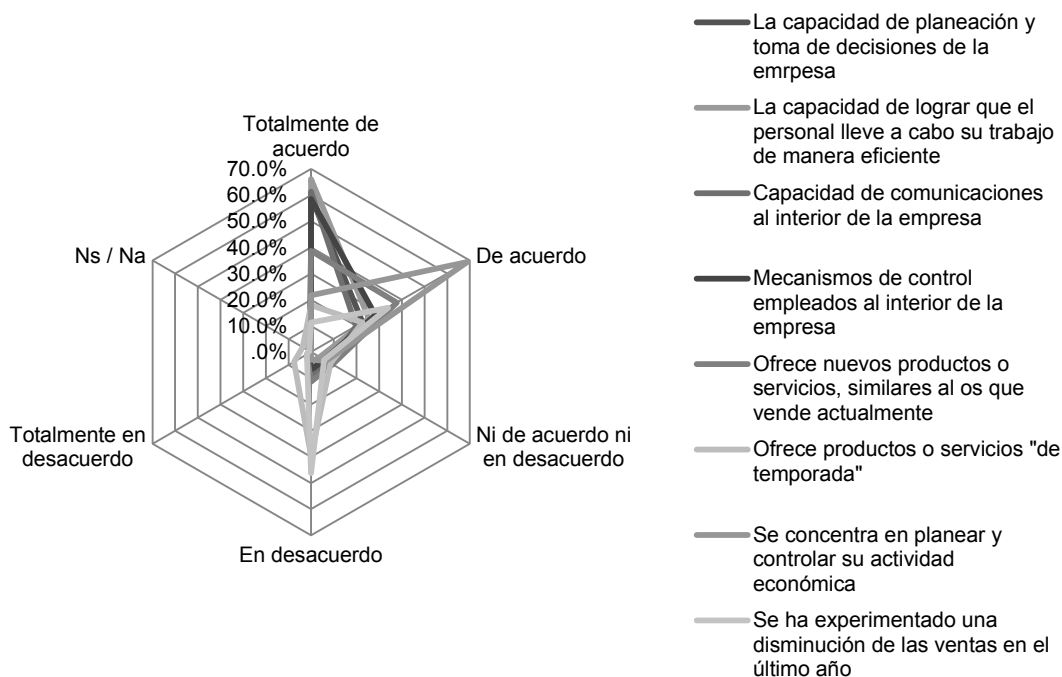 Totalmente de
acuerdo
70.0%
60.0%
50.0%
40.0%
30.0%
20.0%
10.0%
.0%
De acuerdo
Ni de acuerdo ni
en desacuerdo
En desacuerdo
Totalmente en
desacuerdo
Ns / Na
La capacidad de planeación y
toma de decisiones de la
emrpesa
La capacidad de lograr que el
personal lleve a cabo su trabajo
de manera eficiente
Capacidad de comunicaciones
al interior de la empresa
Mecanismos de control
empleados al interior de la
empresa
Ofrece nuevos productos o
servicios, similares al os que
vende actualmente
Ofrece productos o servicios "de
temporada"
Se concentra en planear y
controlar su actividad
económica
Se ha experimentado una
disminución de las ventas en el
último año